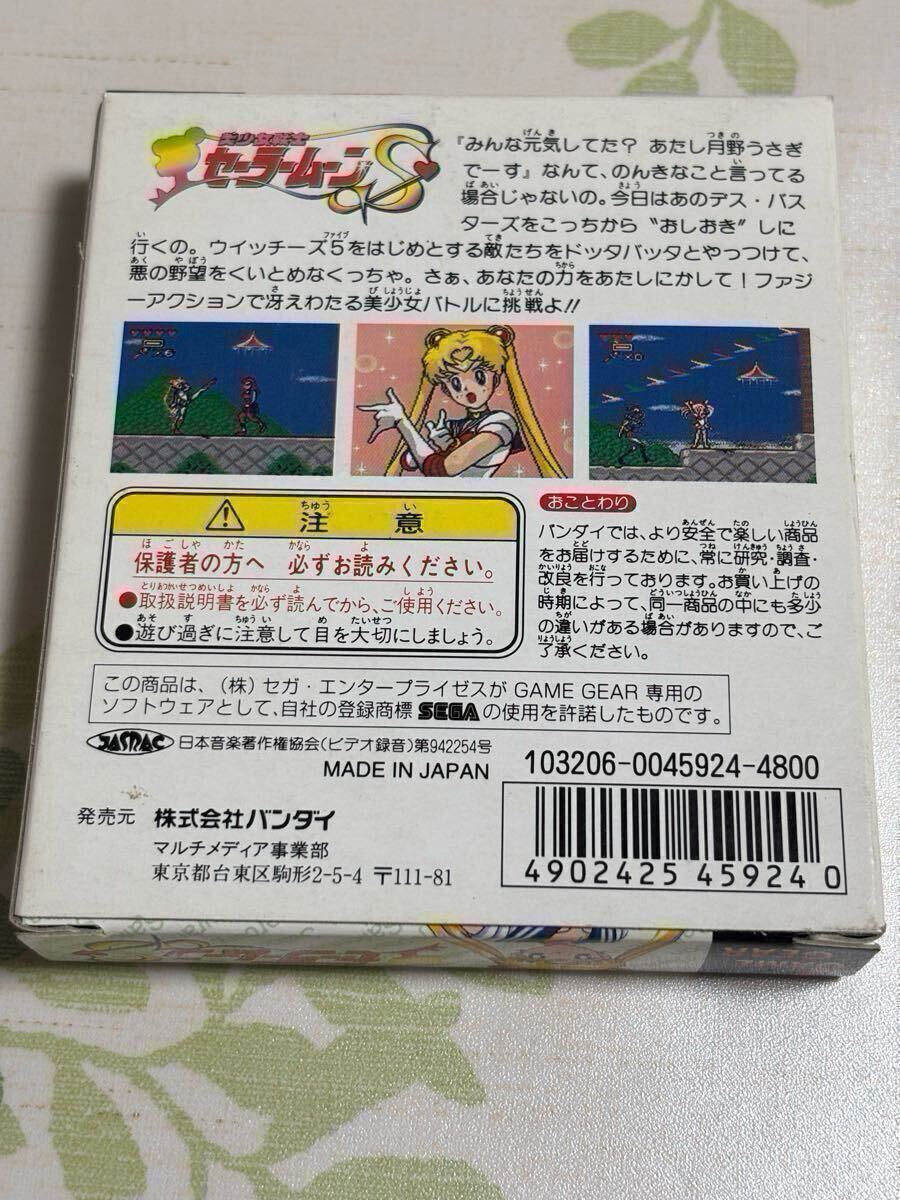 美少女戦士
セーラームーンS
『みんな元気してた？ あたし月野うさぎ
でーす』なんて、のんきなこと言ってる
場合じゃないの。今日はあのデス・バス
ターズをこっちから〝おしおき〟しに
行くの。ウイッチーズ5をはじめとする敵たちをドッタバッタとやっつけて、
悪の野望をくいとめなくっちゃ。さぁ、あなたの力をあたしにかして！ファジ
ーアクションで冴えわたる美少女バトルに挑戦よ!!
×6
×0
注意
保護者の方へ 必ずお読みください。
●取扱説明書を必ず読んでから、ご使用ください。
●遊び過ぎに注意して目を大切にしましょう。
おことわり
バンダイでは、より安全で楽しい商品
をお届けするために、常に研究・調査・
改良を行っております。お買い上げの
時期によって、同一商品の中にも多少
の違いがある場合がありますので、ご
了承ください。
この商品は、（株）セガ・エンタープライゼスが GAME GEAR 専用の
ソフトウェアとして、自社の登録商標 SEGA の使用を許諾したものです。
JASRAC 日本音楽著作権協会(ビデオ録音)第942254号
MADE IN JAPAN
103206-0045924-4800
発売元 株式会社バンダイ
マルチメディア事業部
東京都台東区駒形2-5-4 〒111-81
4902425 459240
セーラームーン